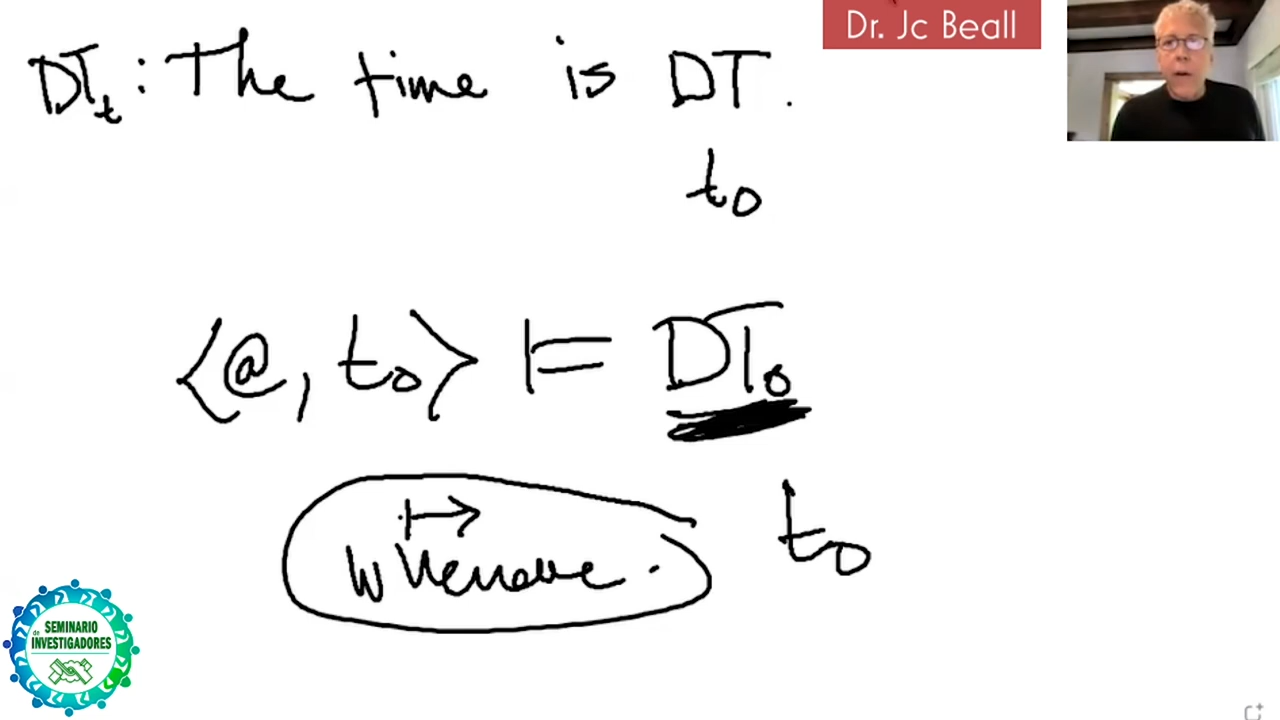 Dr. Jc Beall
DT_t : The time is DT.
t_0
⟨@, t_0⟩ ⊨ DT_0
↦
t_0
SEMINARIO
de
INVESTIGADORES